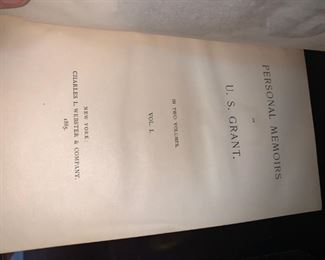 PERSONAL MEMOIRS
OF
U. S. GRANT.
IN TWO VOLUMES.
VOL. I.
NEW YORK:
CHARLES L. WEBSTER & COMPANY.
1885.